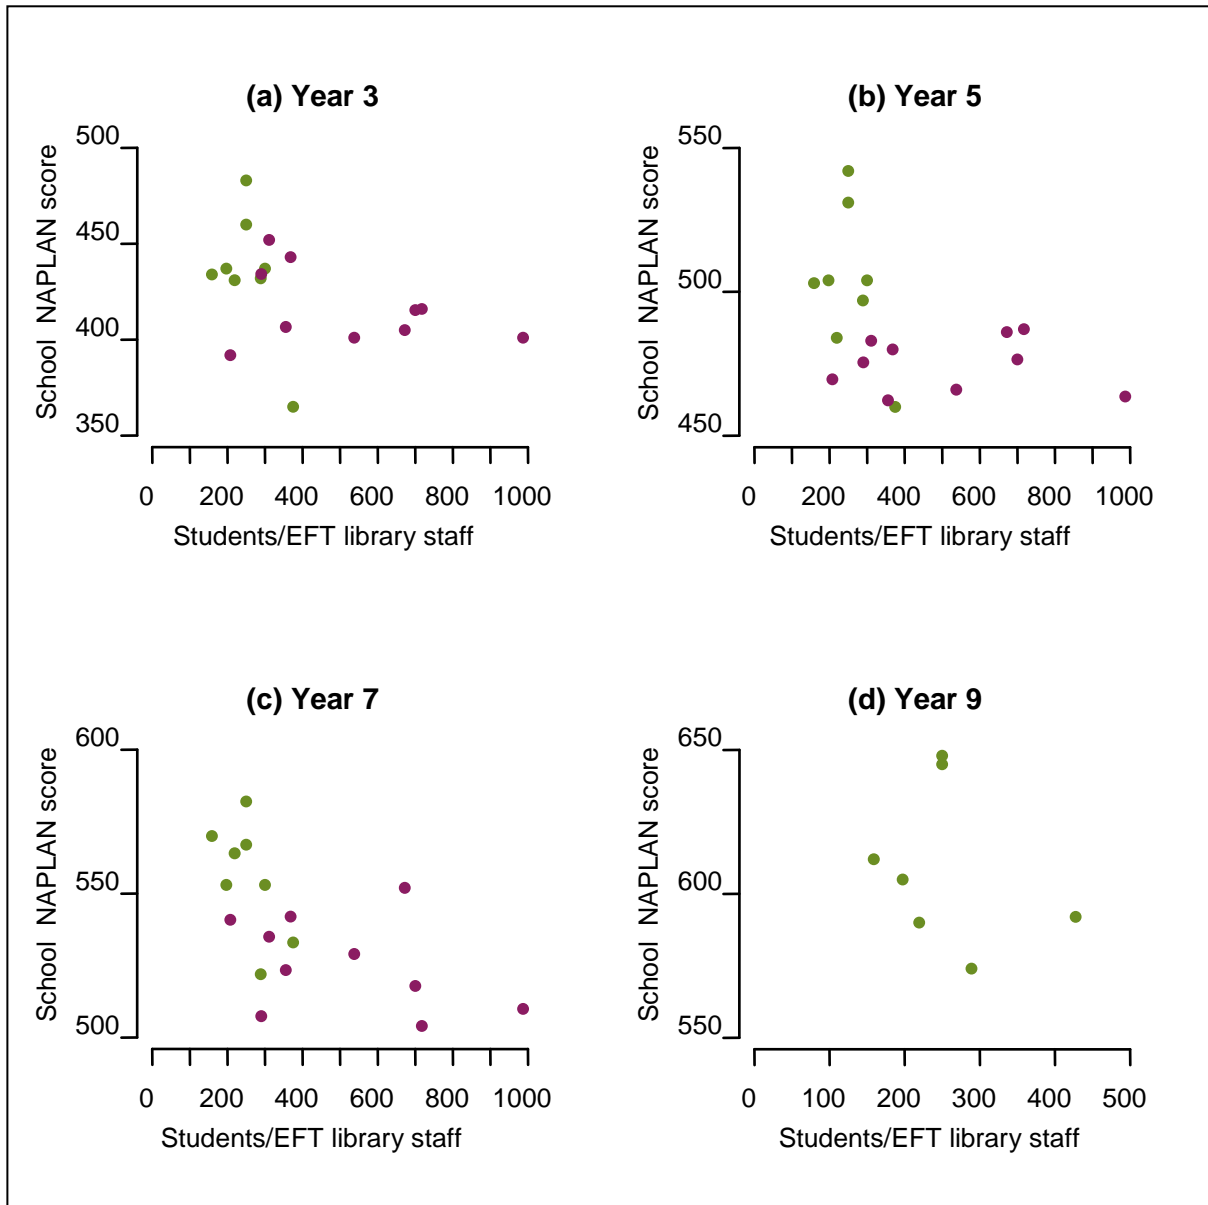 (a) Year 3
School NAPLAN score
500
450
400
350
0 200 400 600 800 1000
Students/EFT library staff
(b) Year 5
School NAPLAN score
550
500
450
0 200 400 600 800 1000
Students/EFT library staff
(c) Year 7
School NAPLAN score
600
550
500
0 200 400 600 800 1000
Students/EFT library staff
(d) Year 9
School NAPLAN score
650
600
550
0 100 200 300 400 500
Students/EFT library staff